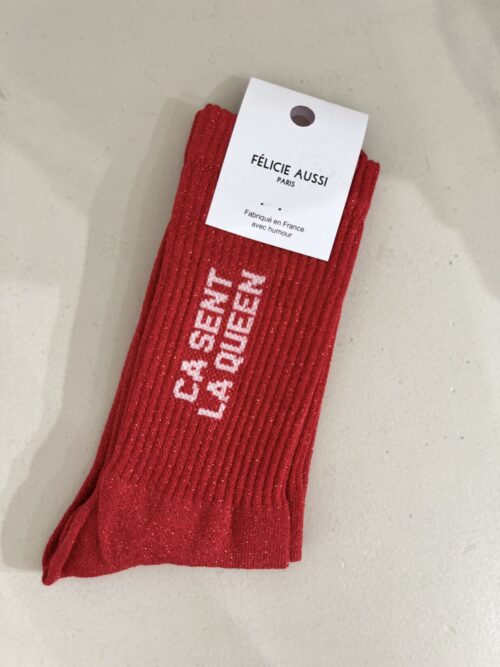 FÉLICIE AUSSI
PARIS
Fabriqué en France
avec humour
ÇA SENT
LA QUEEN